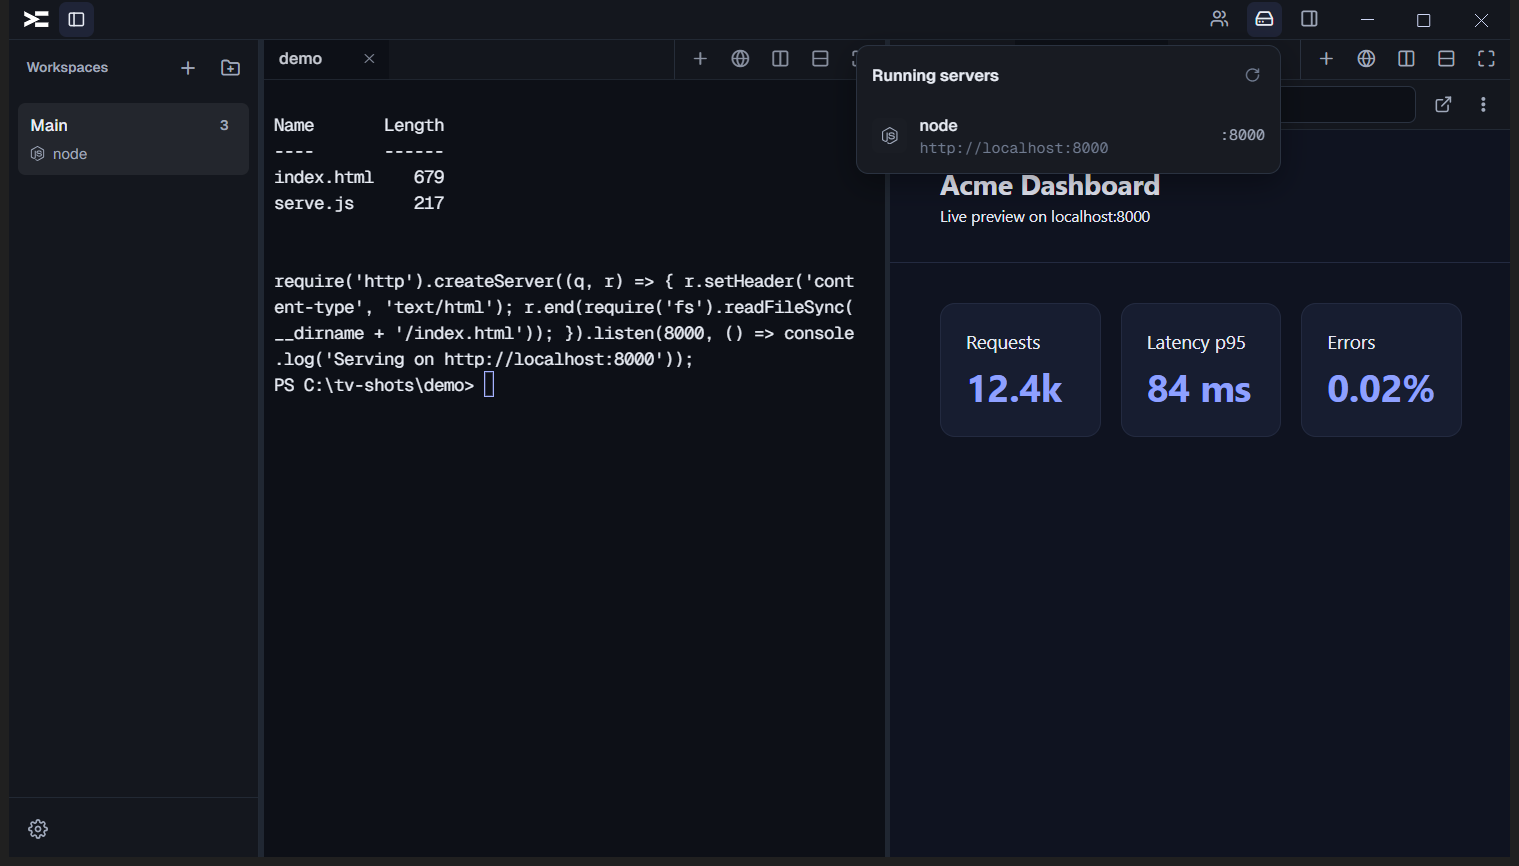 Workspaces
Main 3
node
demo
Name Length
---- ------
index.html 679
serve.js 217
require('http').createServer((q, r) => { r.setHeader('cont
ent-type', 'text/html'); r.end(require('fs').readFileSync(
__dirname + '/index.html')); }).listen(8000, () => console
.log('Serving on http://localhost:8000'));
PS C:\tv-shots\demo>
Running servers
node
http://localhost:8000
:8000
Acme Dashboard
Live preview on localhost:8000
Requests
12.4k
Latency p95
84 ms
Errors
0.02%